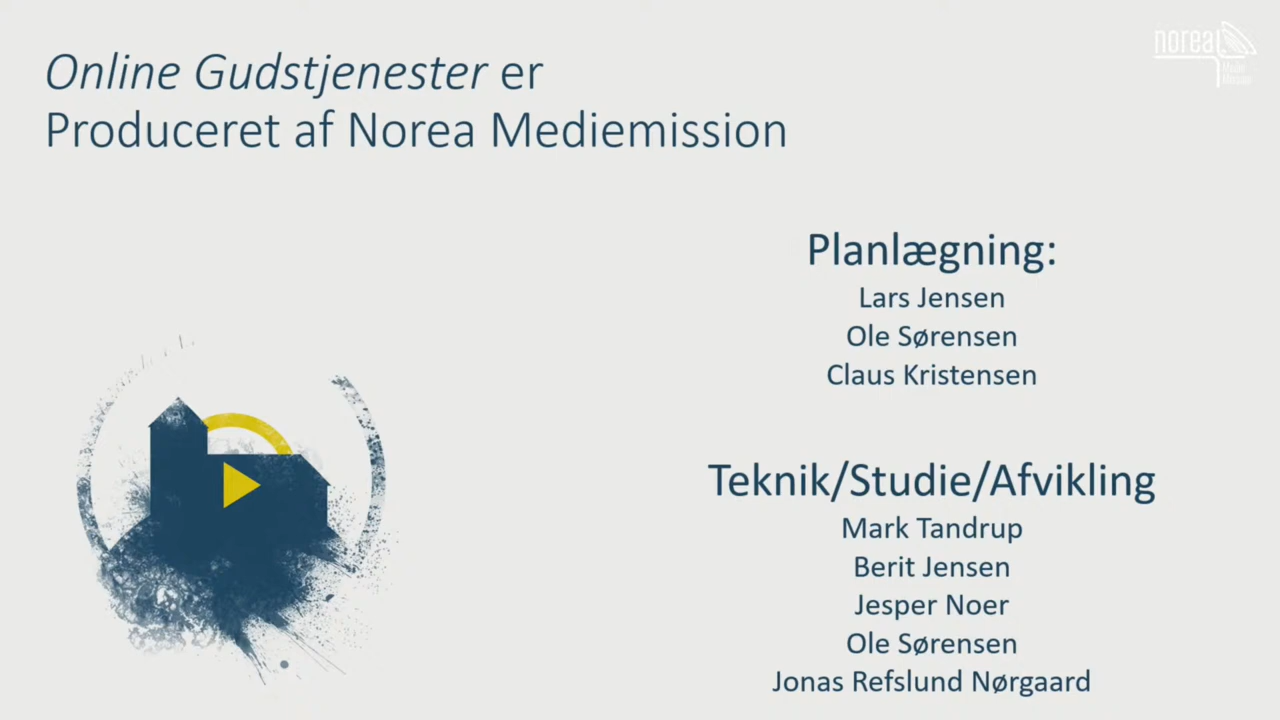 Online Gudstjenester er
Produceret af Norea Mediemission
norea
Planlægning:
Lars Jensen
Ole Sørensen
Claus Kristensen
Teknik/Studie/Afvikling
Mark Tandrup
Berit Jensen
Jesper Noer
Ole Sørensen
Jonas Refslund Nørgaard